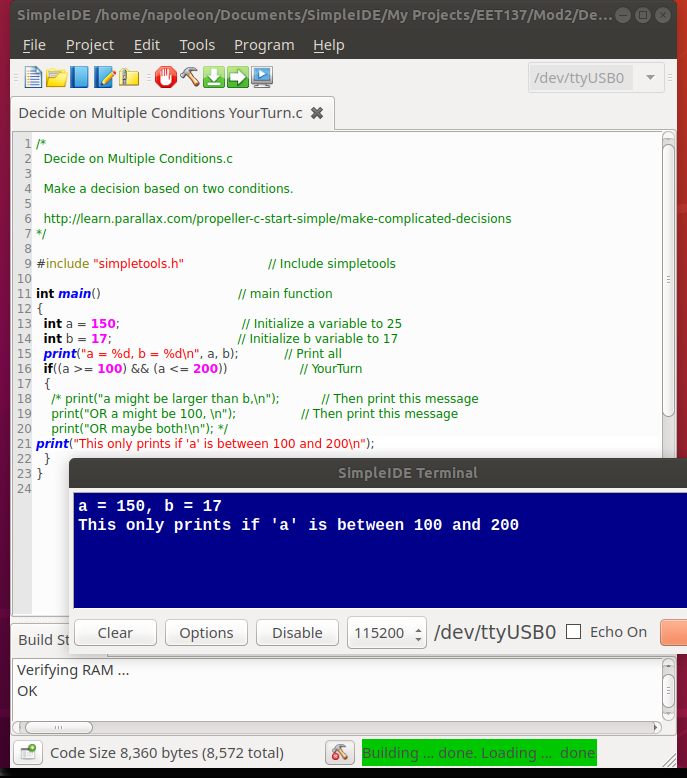 SimpleIDE /home/napoleon/Documents/SimpleIDE/My Projects/EET137/Mod2/De...
File Project Edit Tools Program Help
/dev/ttyUSB0
Decide on Multiple Conditions YourTurn.c
1 /*
2 Decide on Multiple Conditions.c
3
4 Make a decision based on two conditions.
5
6 http://learn.parallax.com/propeller-c-start-simple/make-complicated-decisions
7 */
8
9 #include "simpletools.h" // Include simpletools
10
11 int main() // main function
12 {
13 int a = 150; // Initialize a variable to 25
14 int b = 17; // Initialize b variable to 17
15 print("a = %d, b = %d\n", a, b); // Print all
16 if((a >= 100) && (a <= 200)) // YourTurn
17 {
18 /* print("a might be larger than b,\n"); // Then print this message
19 print("OR a might be 100, \n"); // Then print this message
20 print("OR maybe both!\n"); */
21 print("This only prints if 'a' is between 100 and 200\n");
22 }
23 }
24
SimpleIDE Terminal
a = 150, b = 17
This only prints if 'a' is between 100 and 200
Clear Options Disable 115200 /dev/ttyUSB0 Echo On
Build St
Verifying RAM ...
OK
Code Size 8,360 bytes (8,572 total) Building ... done. Loading ... done